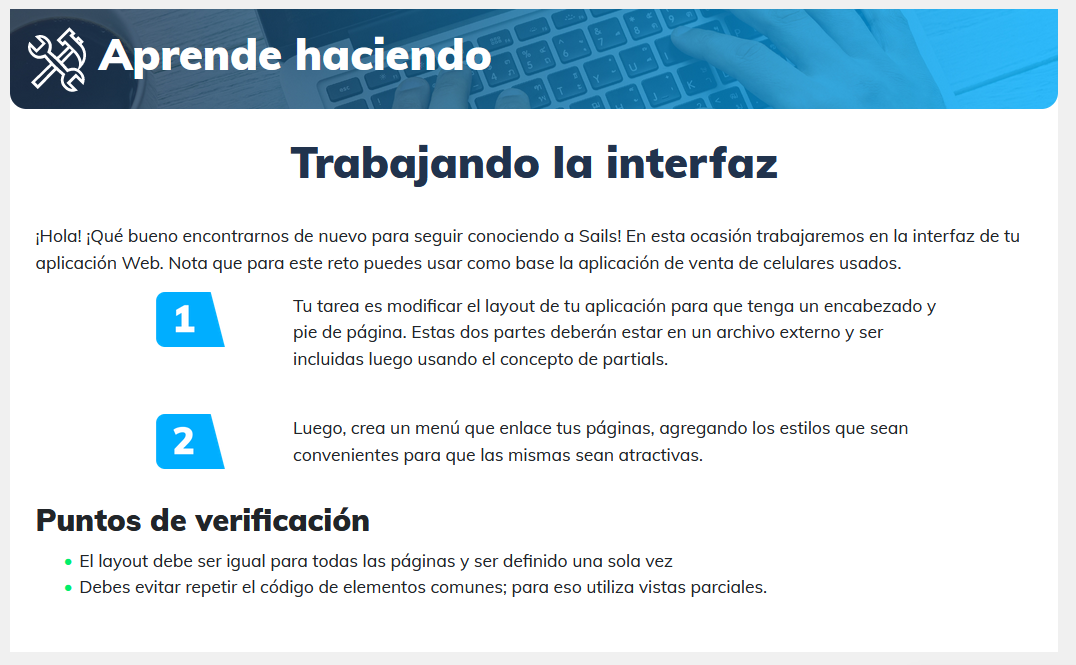 Aprende haciendo
Trabajando la interfaz
¡Hola! ¡Qué bueno encontrarnos de nuevo para seguir conociendo a Sails! En esta ocasión trabajaremos en la interfaz de tu
aplicación Web. Nota que para este reto puedes usar como base la aplicación de venta de celulares usados.
1
Tu tarea es modificar el layout de tu aplicación para que tenga un encabezado y
pie de página. Estas dos partes deberán estar en un archivo externo y ser
incluidas luego usando el concepto de partials.
2
Luego, crea un menú que enlace tus páginas, agregando los estilos que sean
convenientes para que las mismas sean atractivas.
Puntos de verificación
El layout debe ser igual para todas las páginas y ser definido una sola vez
Debes evitar repetir el código de elementos comunes; para eso utiliza vistas parciales.